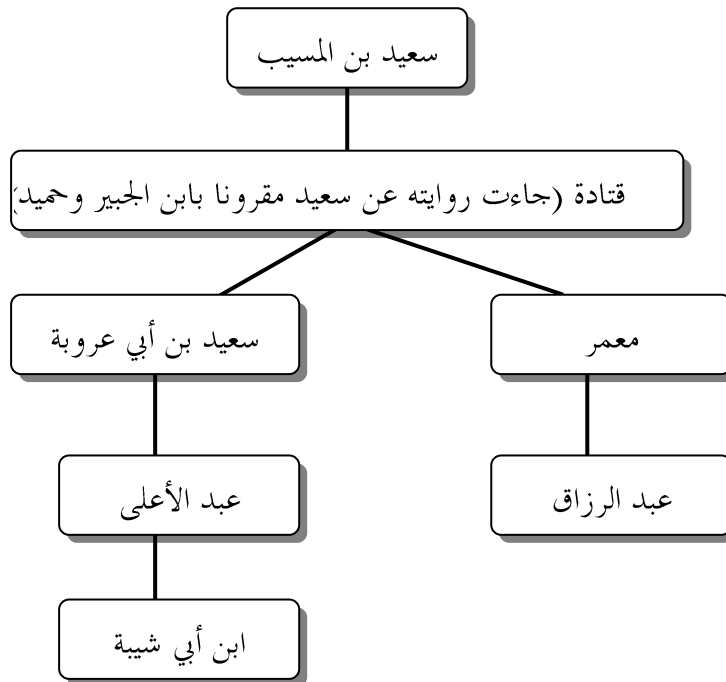 سعيد بن المسيب
قتادة (جاءت روايته عن سعيد مقرونا بابن الجبير وحميد)
معمر
سعيد بن أبي عروبة
عبد الرزاق
عبد الأعلى
ابن أبي شيبة